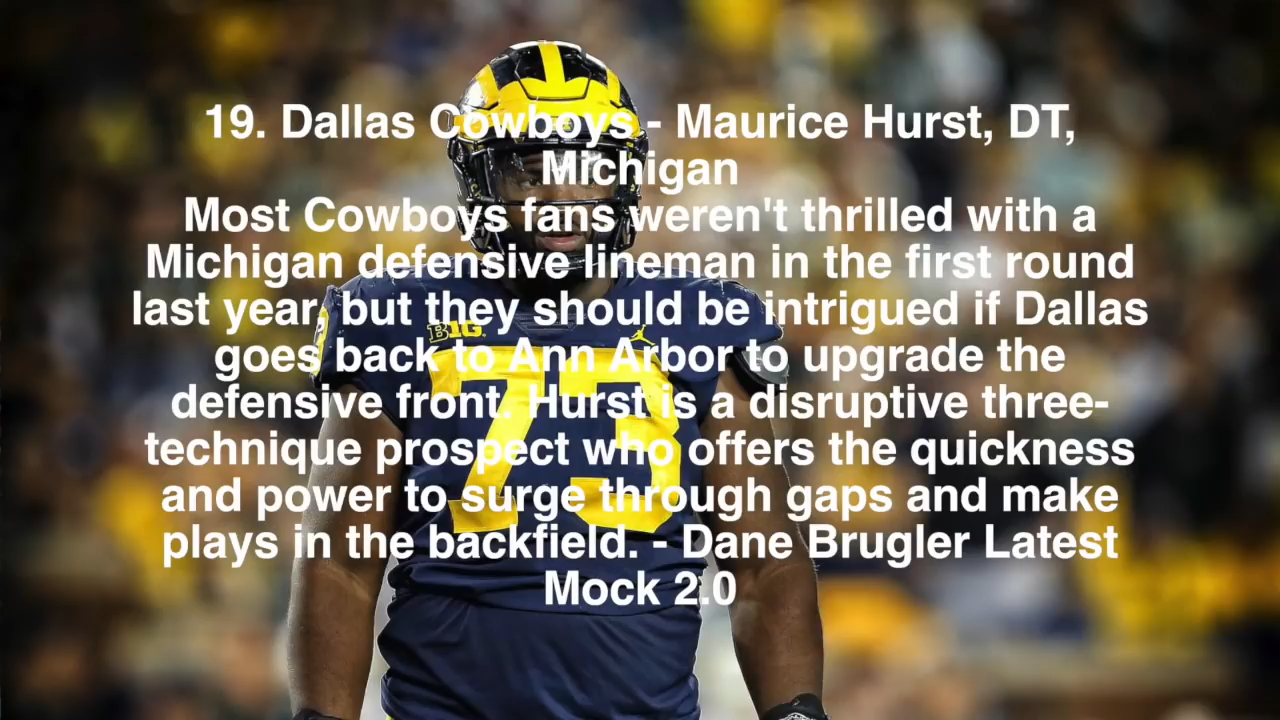 19. Dallas Cowboys - Maurice Hurst, DT,
Michigan
Most Cowboys fans weren't thrilled with a
Michigan defensive lineman in the first round
last year, but they should be intrigued if Dallas
goes back to Ann Arbor to upgrade the
defensive front. Hurst is a disruptive three-
technique prospect who offers the quickness
and power to surge through gaps and make
plays in the backfield. - Dane Brugler Latest
Mock 2.0
B1G
73